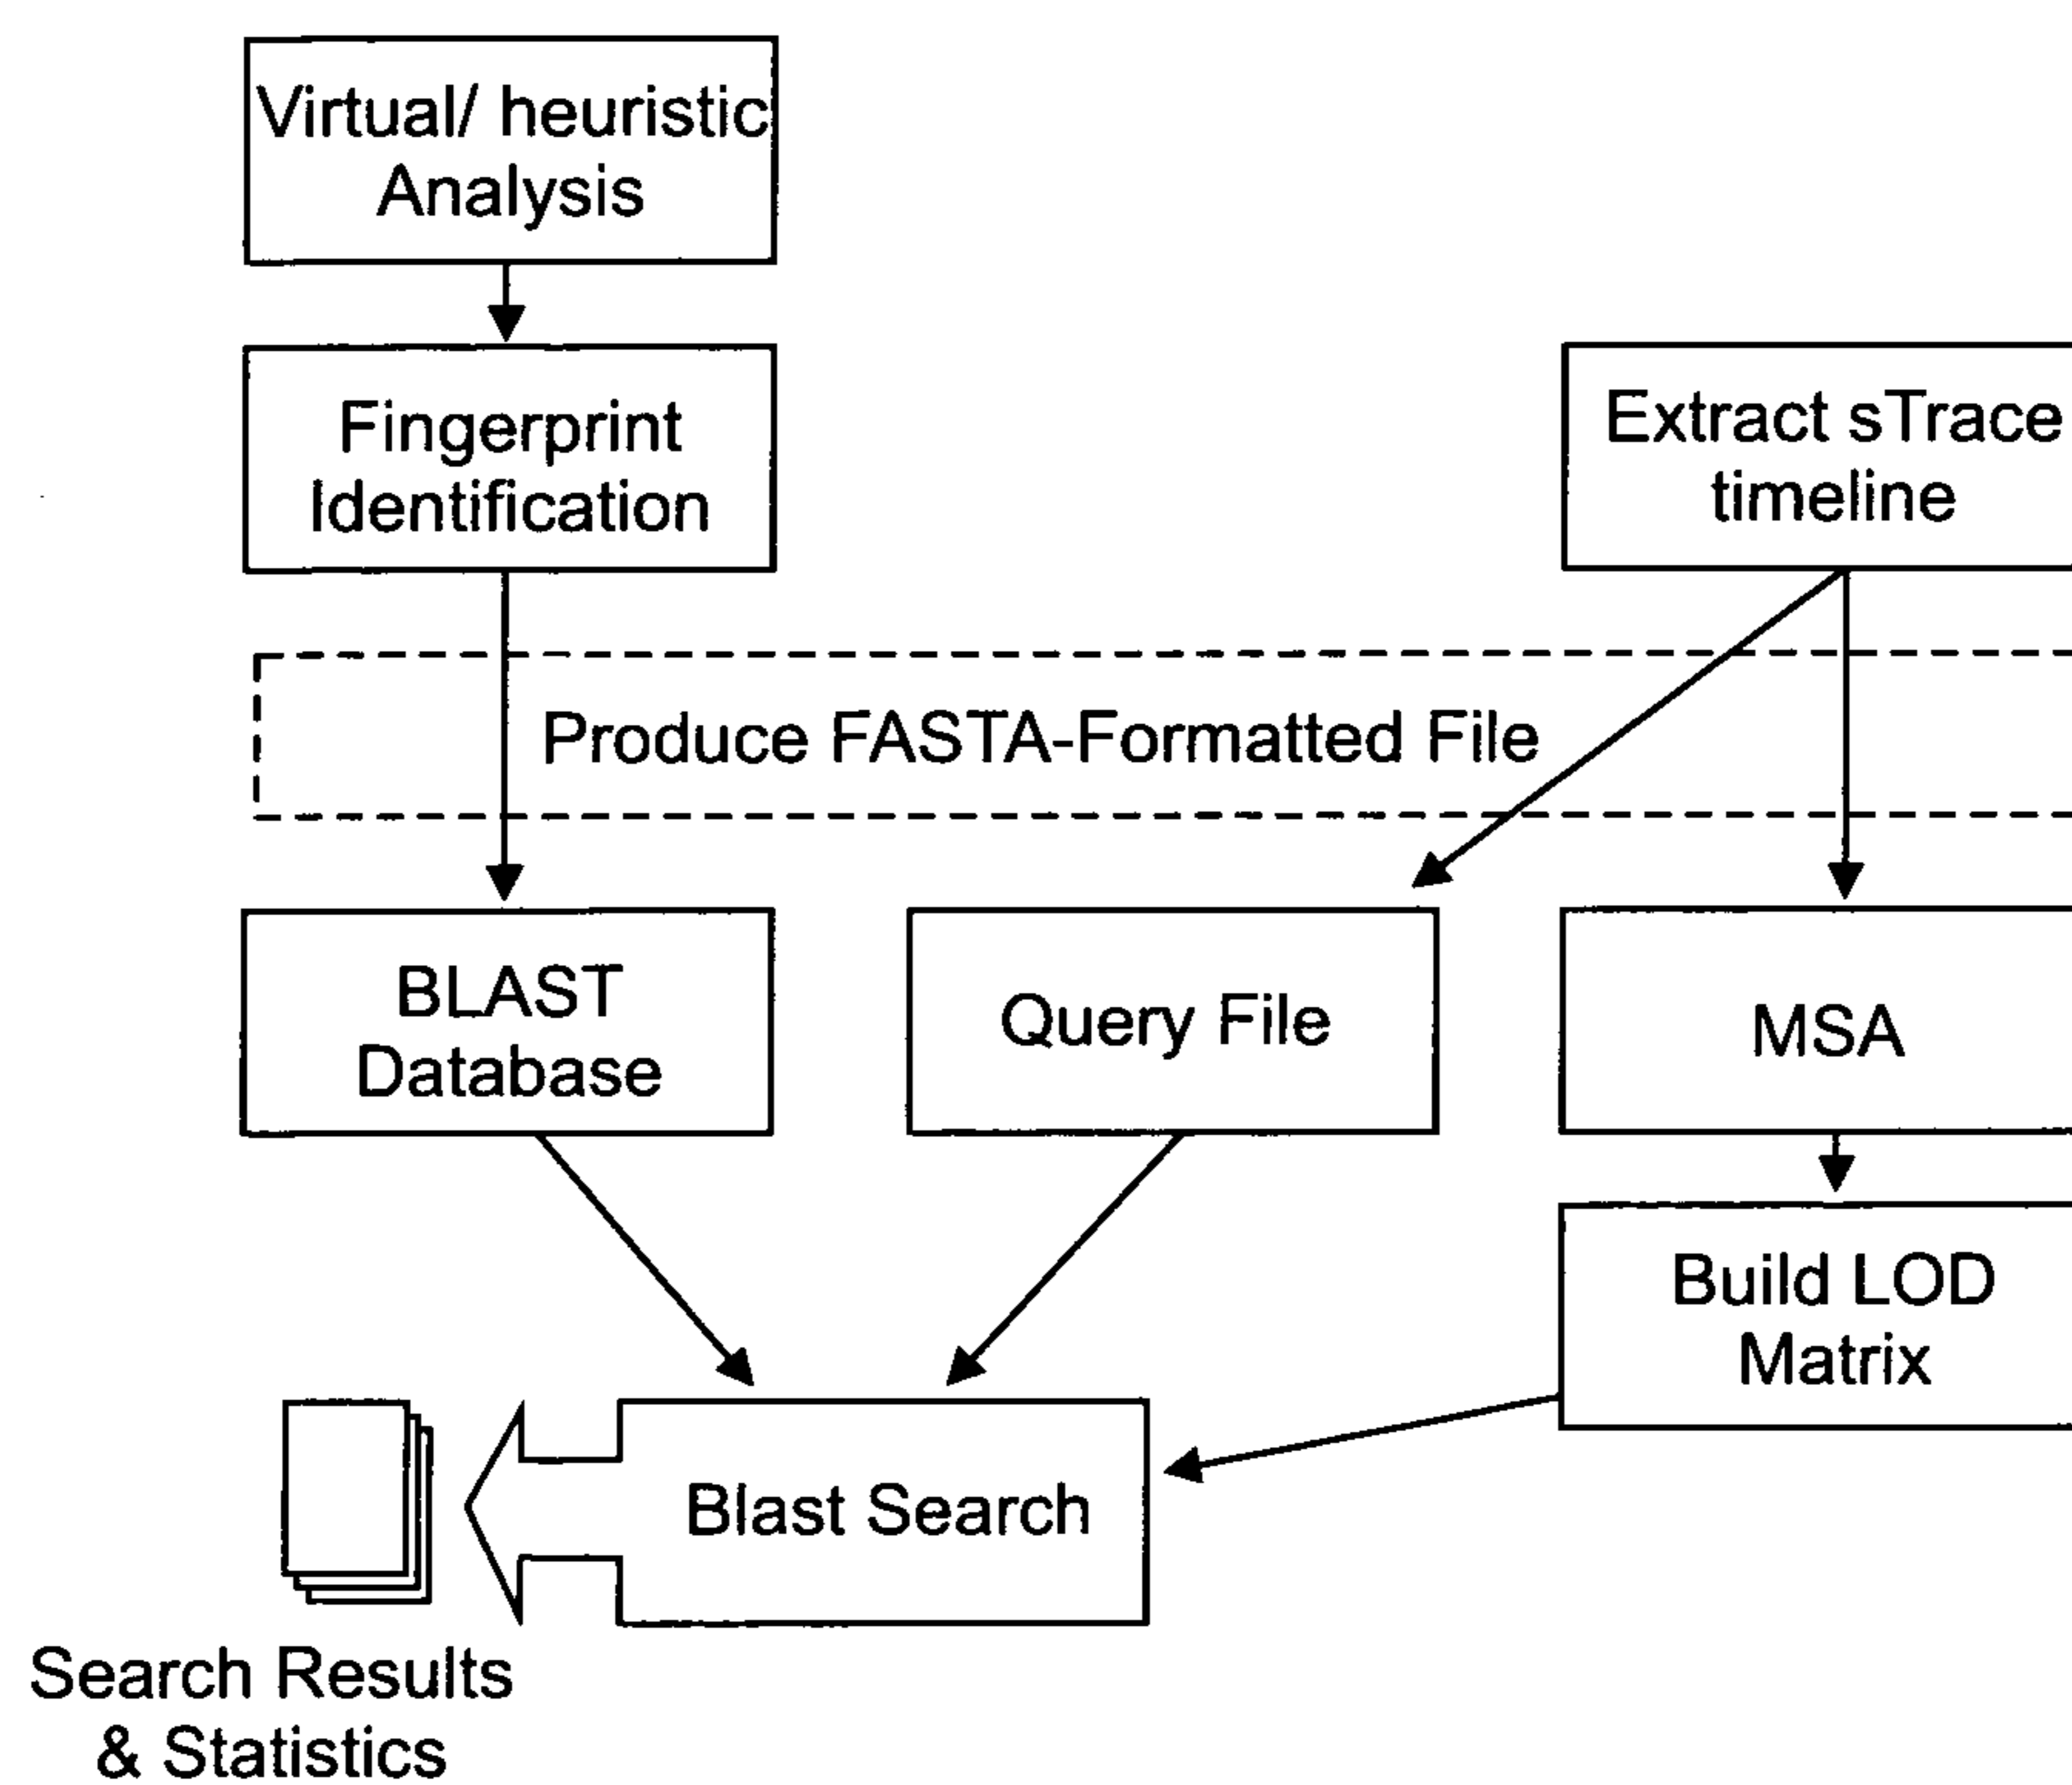 Virtual/ heuristic
Analysis
Fingerprint
Identification
Extract sTrace
timeline
Produce FASTA-Formatted File
BLAST
Database
Query File
MSA
Build LOD
Matrix
Blast Search
Search Results
& Statistics